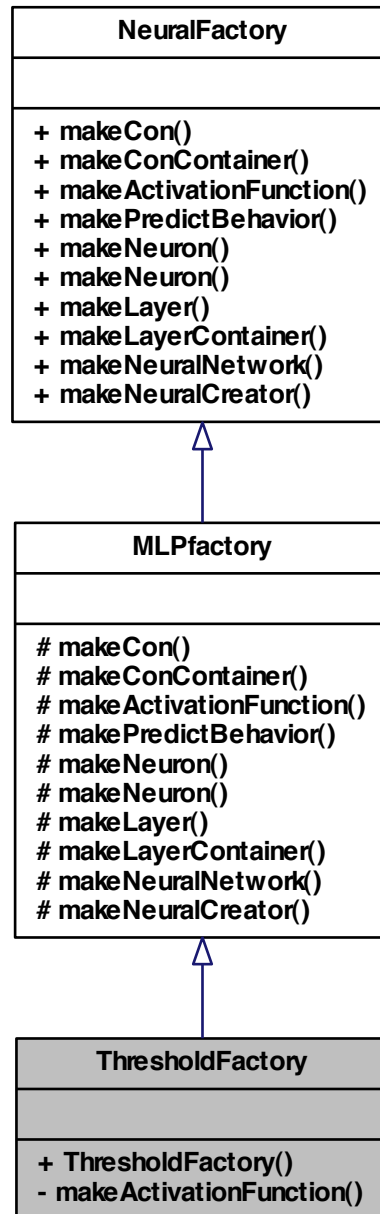 NeuralFactory
+ makeCon()
+ makeConContainer()
+ makeActivationFunction()
+ makePredictBehavior()
+ makeNeuron()
+ makeNeuron()
+ makeLayer()
+ makeLayerContainer()
+ makeNeuralNetwork()
+ makeNeuralCreator()
MLPfactory
# makeCon()
# makeConContainer()
# makeActivationFunction()
# makePredictBehavior()
# makeNeuron()
# makeNeuron()
# makeLayer()
# makeLayerContainer()
# makeNeuralNetwork()
# makeNeuralCreator()
ThresholdFactory
+ ThresholdFactory()
- makeActivationFunction()